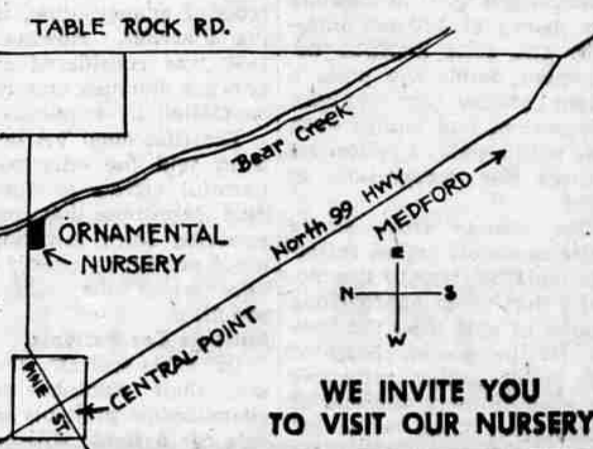 TABLE ROCK RD.
Bear Creek
North 99 HWY
MEDFORD
ORNAMENTAL
NURSERY
E
N S
W
CENTRAL POINT
PINE
ST.
WE INVITE YOU
TO VISIT OUR NURSERY